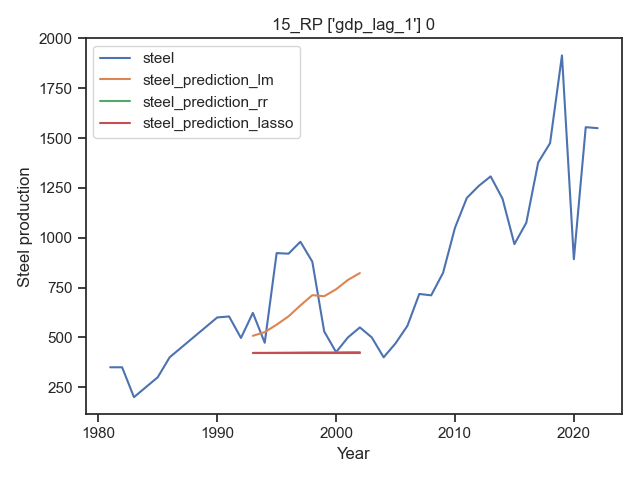 15_RP ['gdp_lag_1'] 0
steel
steel_prediction_lm
steel_prediction_rr
steel_prediction_lasso
Steel production
2000
1750
1500
1250
1000
750
500
250
1980
1990
2000
2010
2020
Year